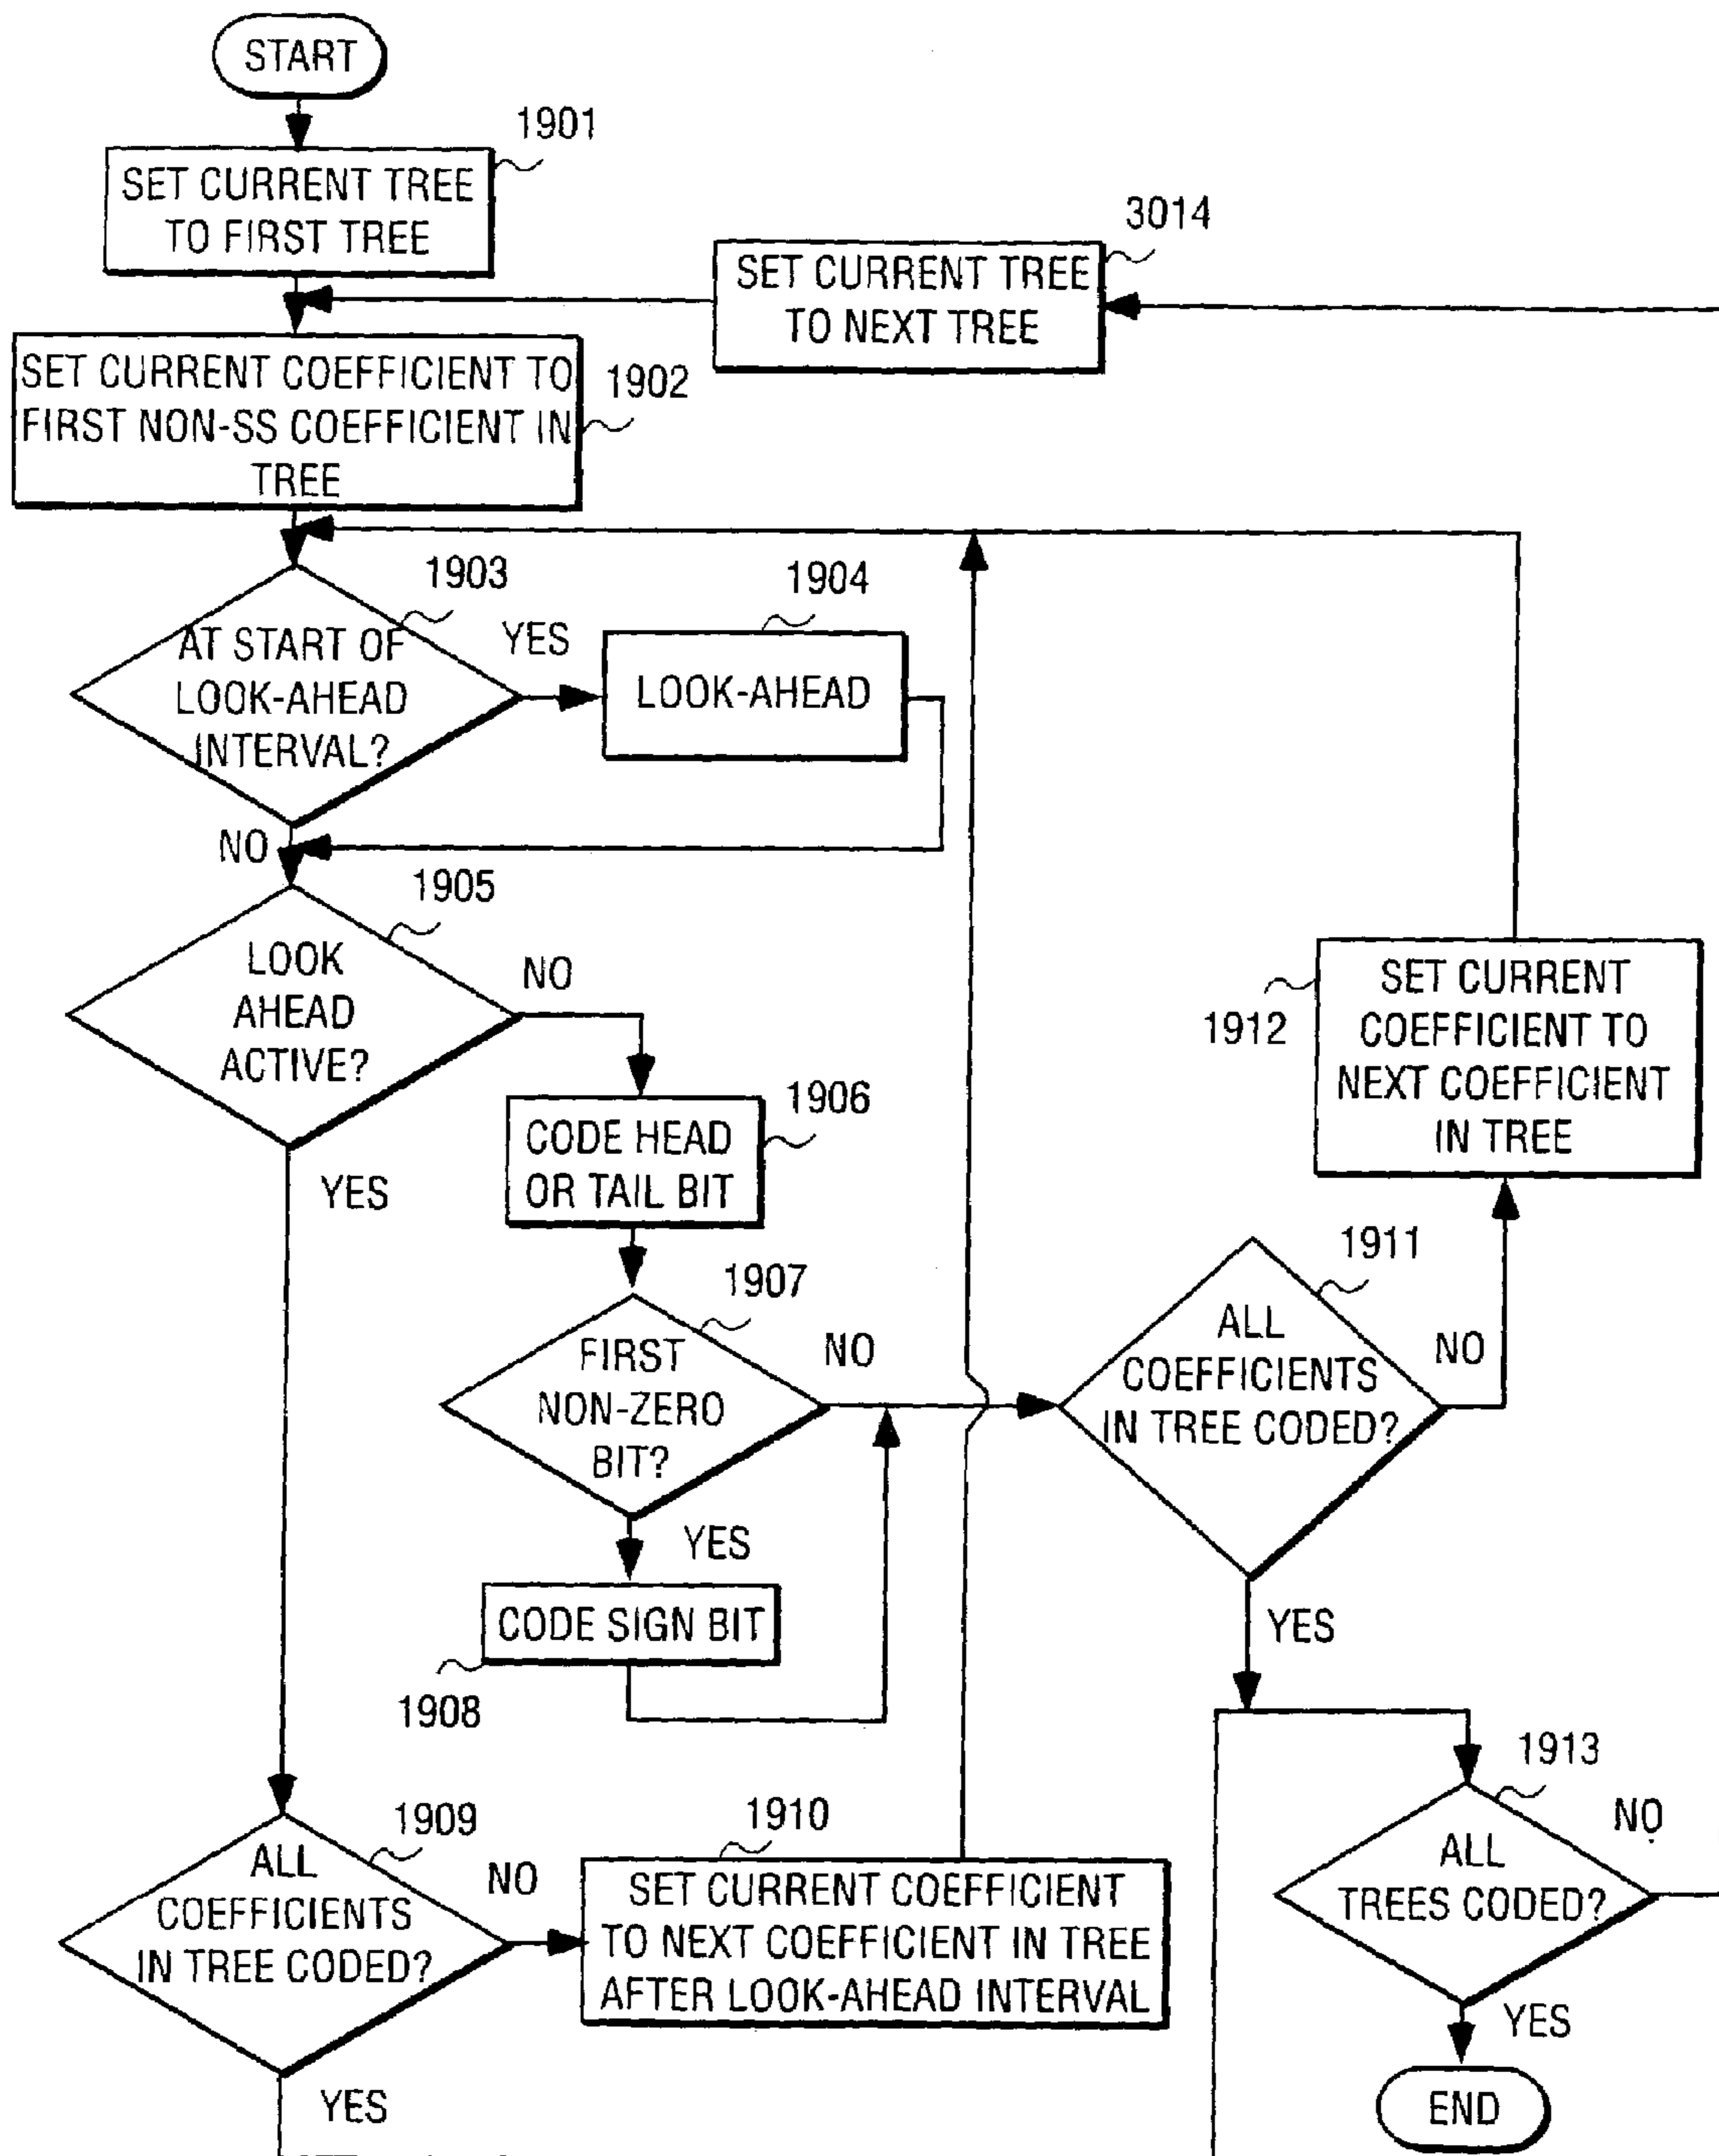 START
1901
SET CURRENT TREE
TO FIRST TREE
3014
SET CURRENT TREE
TO NEXT TREE
SET CURRENT COEFFICIENT TO
FIRST NON-SS COEFFICIENT IN
TREE
1902
1903
AT START OF
LOOK-AHEAD
INTERVAL?
YES
NO
1904
LOOK-AHEAD
1905
LOOK
AHEAD
ACTIVE?
NO
YES
1906
CODE HEAD
OR TAIL BIT
1907
FIRST
NON-ZERO
BIT?
NO
YES
CODE SIGN BIT
1908
1909
ALL
COEFFICIENTS
IN TREE CODED?
NO
YES
1910
SET CURRENT COEFFICIENT
TO NEXT COEFFICIENT IN TREE
AFTER LOOK-AHEAD INTERVAL
1911
ALL
COEFFICIENTS
IN TREE CODED?
NO
YES
1912
SET CURRENT
COEFFICIENT TO
NEXT COEFFICIENT
IN TREE
1913
ALL
TREES CODED?
NO
YES
END